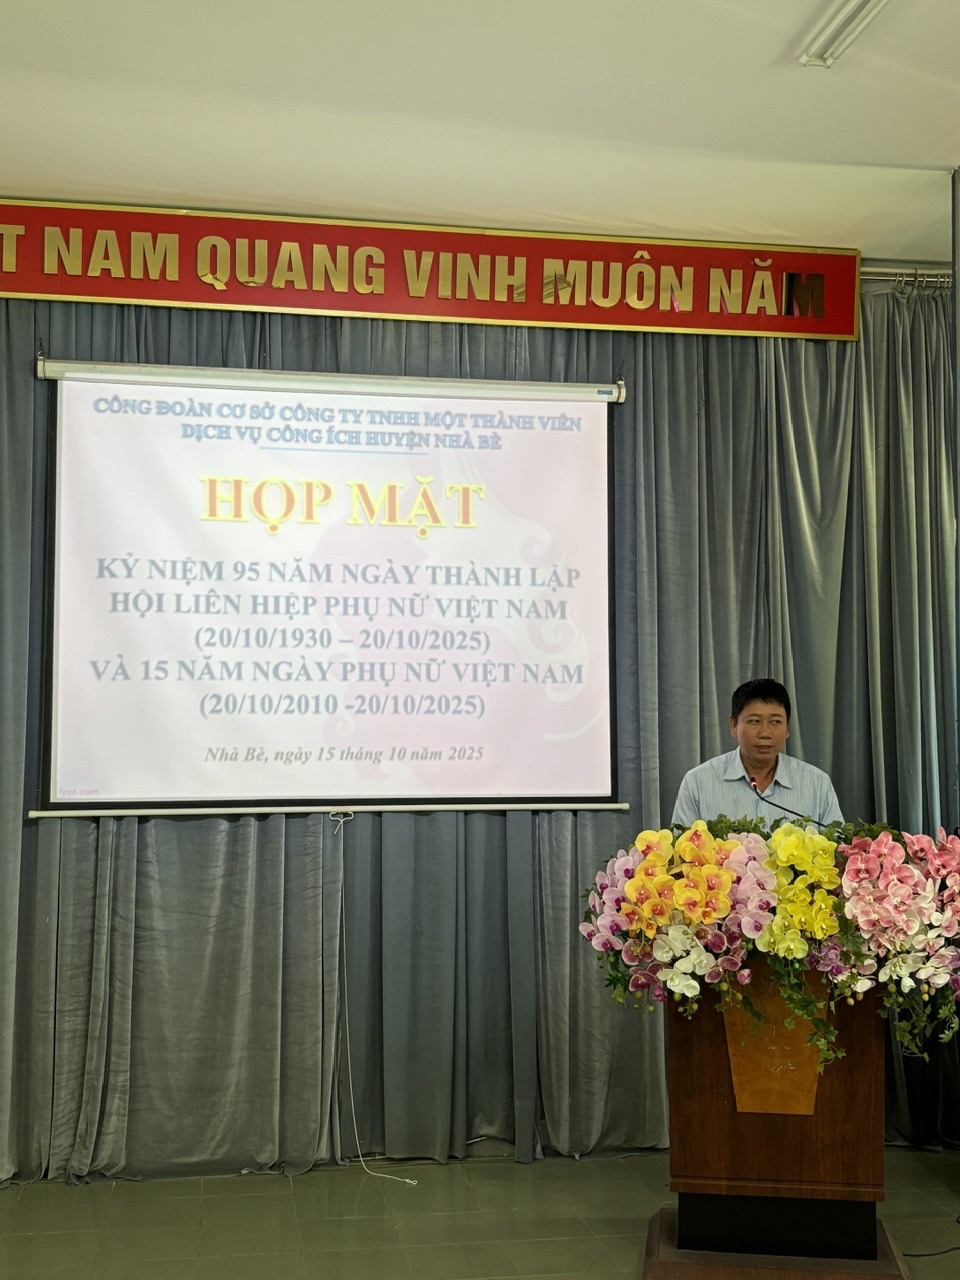 T NAM QUANG VINH MUÔN NĂM
CÔNG ĐOÀN CƠ SỞ CÔNG TY TNHH MỘT THÀNH VIÊN
DỊCH VỤ CÔNG ÍCH HUYỆN NHÀ BÈ
HỌP MẶT
KỶ NIỆM 95 NĂM NGÀY THÀNH LẬP
HỘI LIÊN HIỆP PHỤ NỮ VIỆT NAM
(20/10/1930 – 20/10/2025)
VÀ 15 NĂM NGÀY PHỤ NỮ VIỆT NAM
(20/10/2010 -20/10/2025)
Nhà Bè, ngày 15 tháng 10 năm 2025
fppt.com